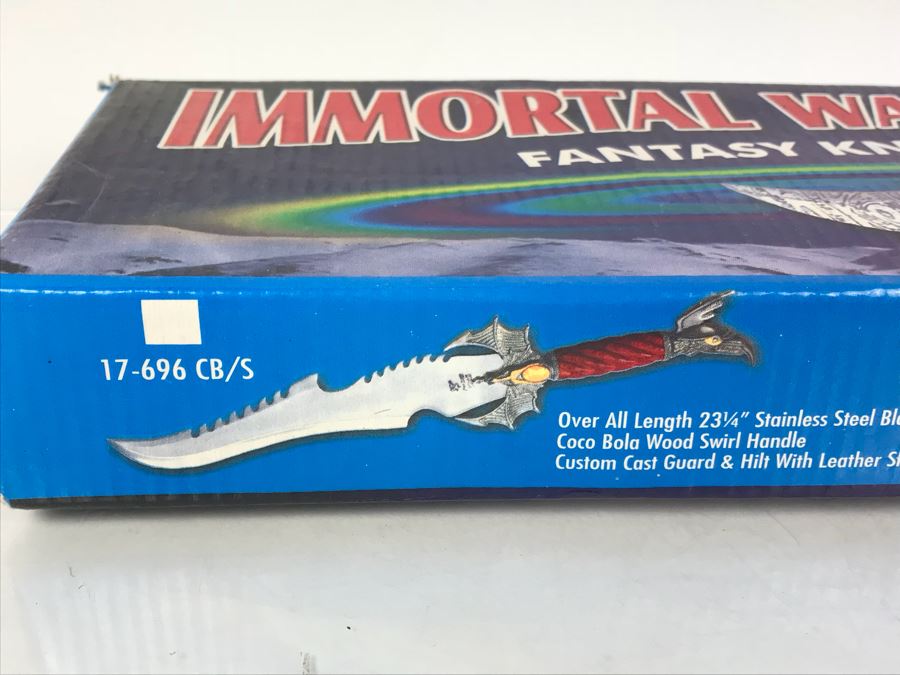 IMMORTAL WA
FANTASY KN
17-696 CB/S
Over All Length 23¼" Stainless Steel Bl
Coco Bola Wood Swirl Handle
Custom Cast Guard & Hilt With Leather S